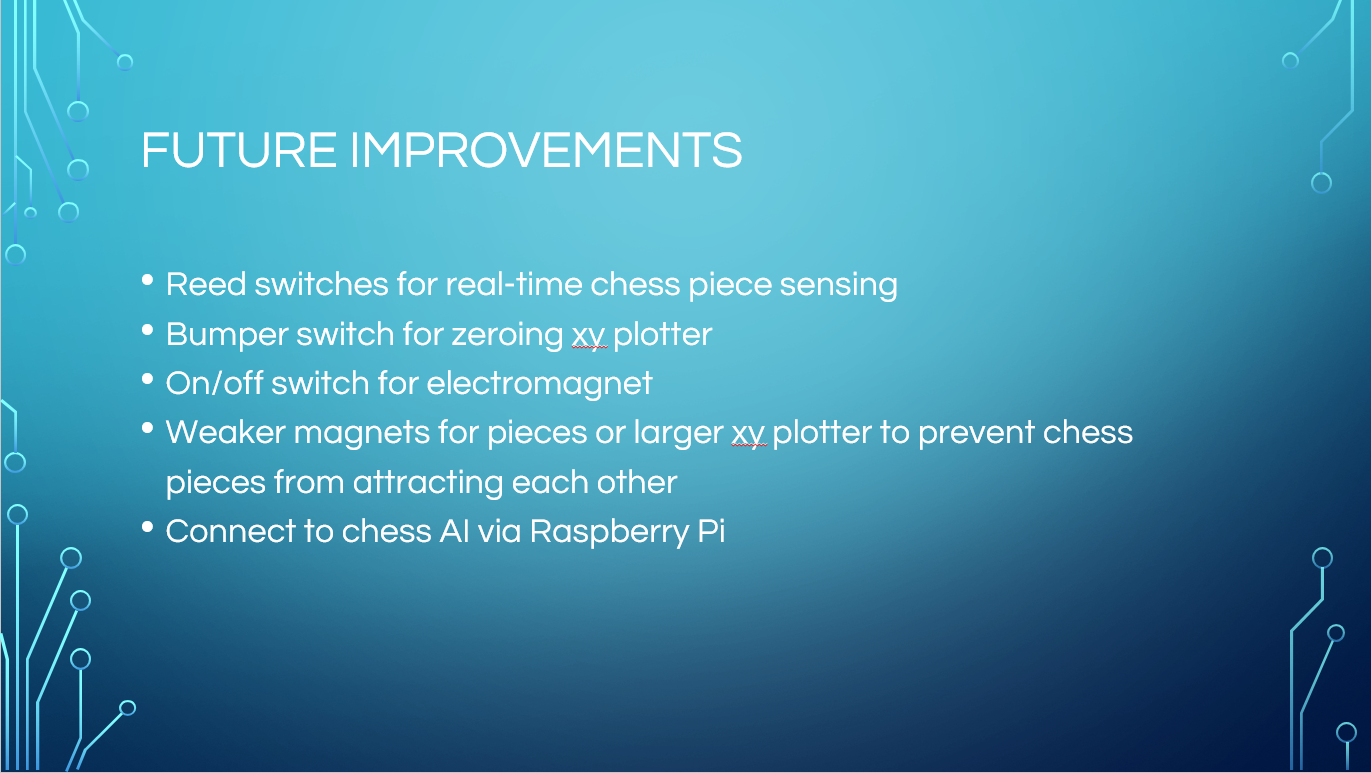 FUTURE IMPROVEMENTS
• Reed switches for real-time chess piece sensing
• Bumper switch for zeroing xy plotter
• On/off switch for electromagnet
• Weaker magnets for pieces or larger xy plotter to prevent chess
pieces from attracting each other
• Connect to chess AI via Raspberry Pi